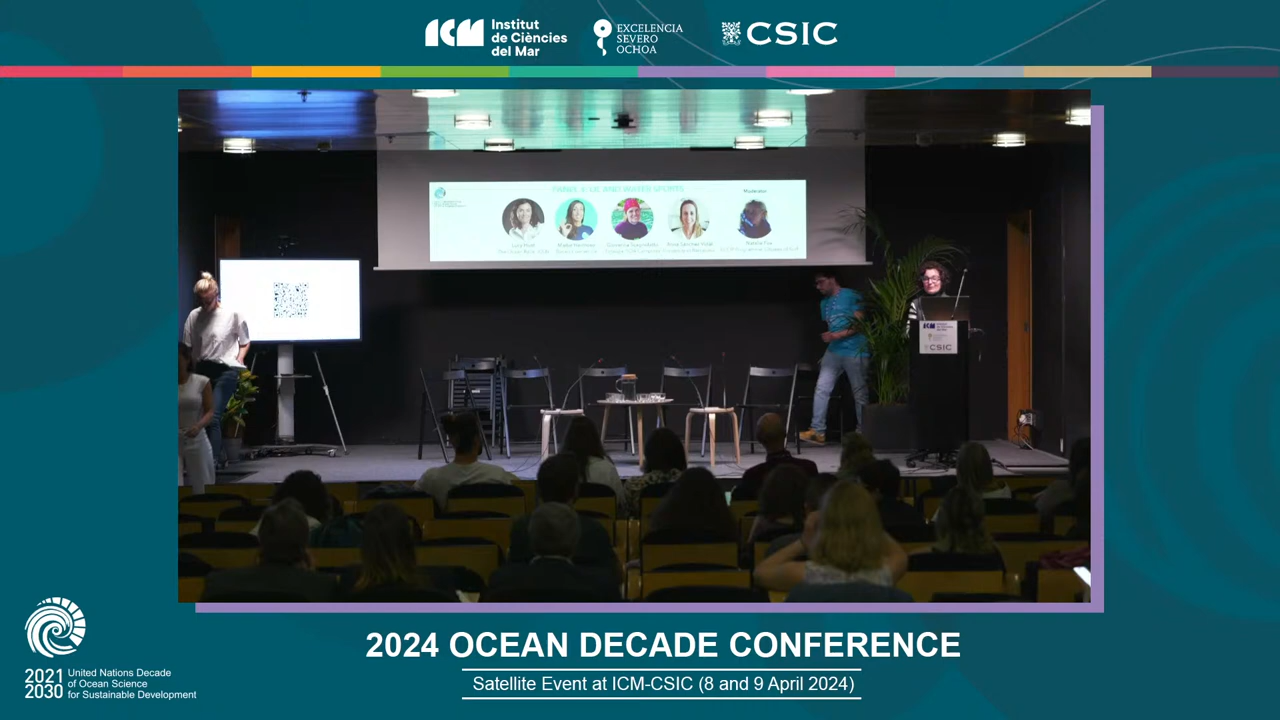 ICM Institut
de Ciències
del Mar
EXCELENCIA
SEVERO
OCHOA
CSIC
Moderator
CSIC
2024 OCEAN DECADE CONFERENCE
Satellite Event at ICM-CSIC (8 and 9 April 2024)
2021
2030
United Nations Decade
of Ocean Science
for Sustainable Development